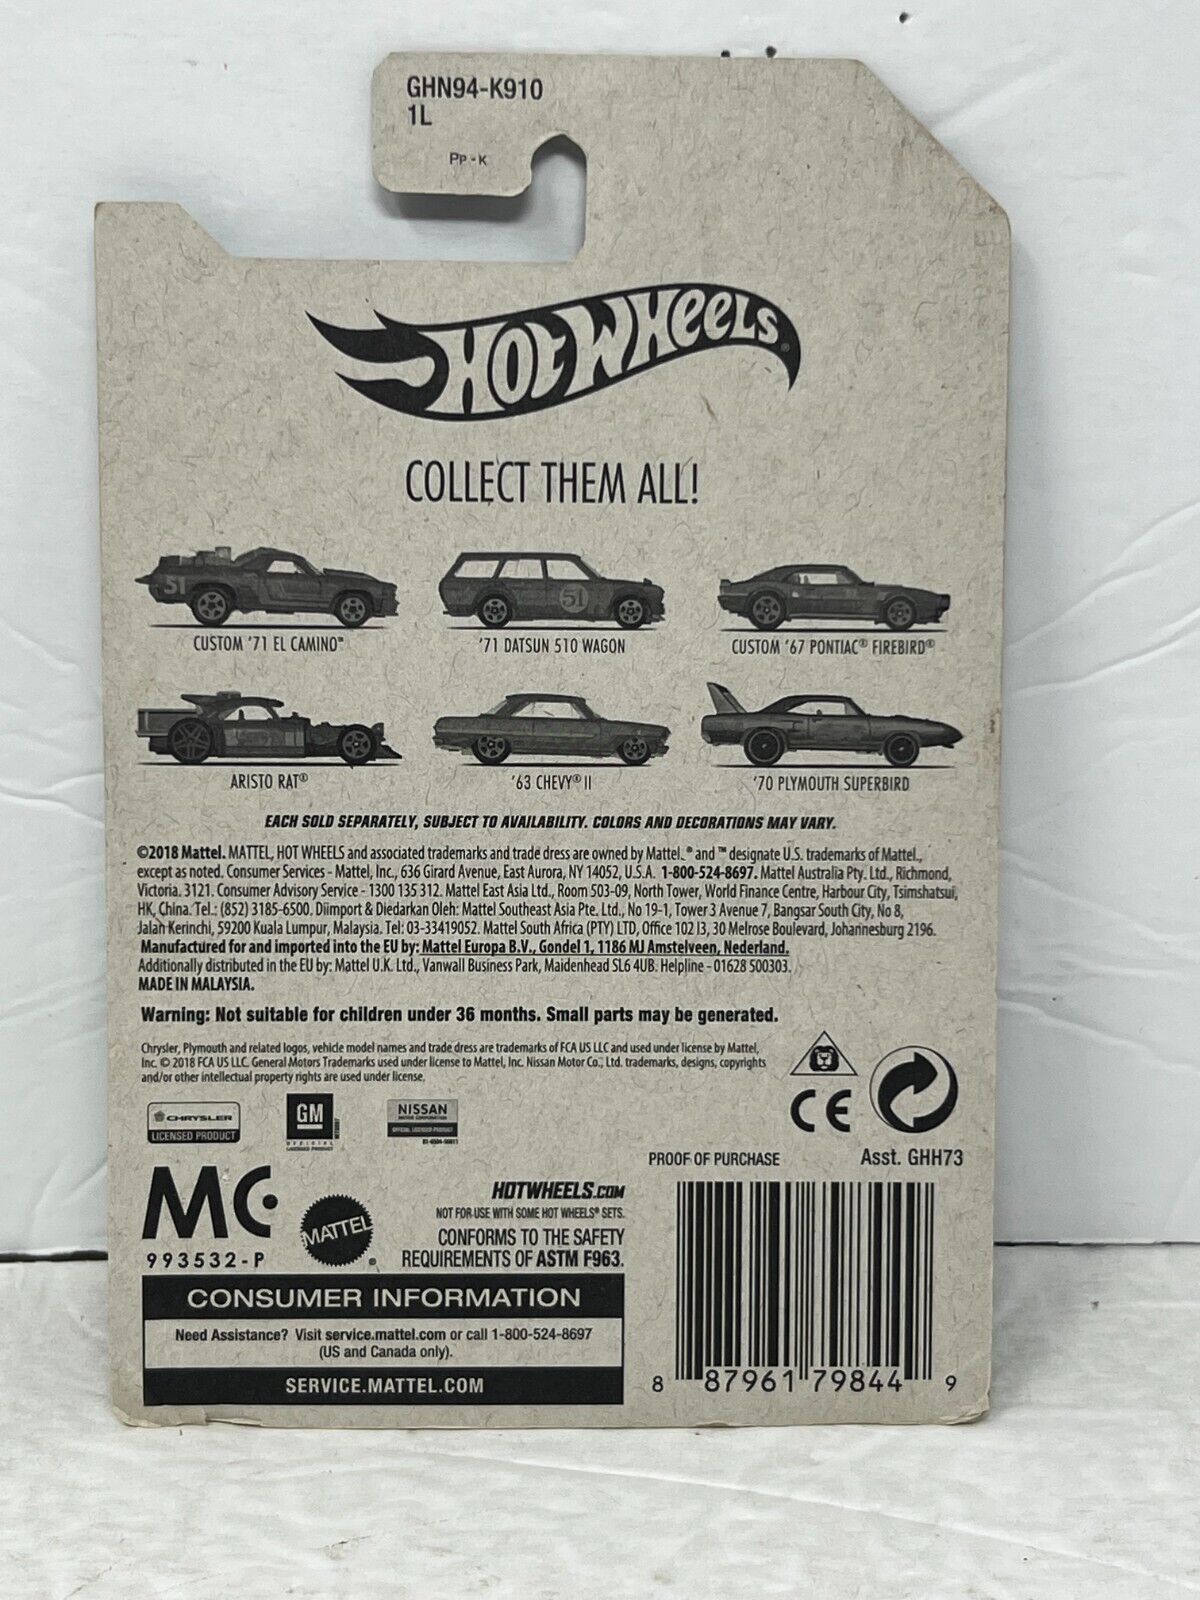 GHN94-K910
1L
Pp-K
HOT WHEELS®
COLLECT THEM ALL!
51
51
CUSTOM '71 EL CAMINO™
'71 DATSUN 510 WAGON
CUSTOM '67 PONTIAC® FIREBIRD®
ARISTO RAT®
'63 CHEVY® II
'70 PLYMOUTH SUPERBIRD
EACH SOLD SEPARATELY, SUBJECT TO AVAILABILITY. COLORS AND DECORATIONS MAY VARY.
©2018 Mattel. MATTEL, HOT WHEELS and associated trademarks and trade dress are owned by Mattel. ® and ™ designate U.S. trademarks of Mattel,
except as noted. Consumer Services - Mattel, Inc., 636 Girard Avenue, East Aurora, NY 14052, U.S.A. 1-800-524-8697. Mattel Australia Pty. Ltd., Richmond,
Victoria. 3121. Consumer Advisory Service - 1300 135 312. Mattel East Asia Ltd., Room 503-09, North Tower, World Finance Centre, Harbour City, Tsimshatsui,
HK, China. Tel.: (852) 3185-6500. Diimport & Diedarkan Oleh: Mattel Southeast Asia Pte. Ltd., No 19-1, Tower 3 Avenue 7, Bangsar South City, No 8,
Jalan Kerinchi, 59200 Kuala Lumpur, Malaysia. Tel: 03-33419052. Mattel South Africa (PTY) LTD, Office 102 I3, 30 Melrose Boulevard, Johannesburg 2196.
Manufactured for and imported into the EU by: Mattel Europa B.V., Gondel 1, 1186 MJ Amstelveen, Nederland.
Additionally distributed in the EU by: Mattel U.K. Ltd., Vanwall Business Park, Maidenhead SL6 4UB. Helpline - 01628 500303.
MADE IN MALAYSIA.
Warning: Not suitable for children under 36 months. Small parts may be generated.
Chrysler, Plymouth and related logos, vehicle model names and trade dress are trademarks of FCA US LLC and used under license by Mattel,
Inc. © 2018 FCA US LLC. General Motors Trademarks used under license to Mattel, Inc. Nissan Motor Co., Ltd. trademarks, designs, copyrights
and/or other intellectual property rights are used under license.
CHRYSLER
LICENSED PRODUCT
GM
OFFICIAL
LICENSED PRODUCT
NISSAN
MOTOR CORPORATION
OFFICIAL LICENSED PRODUCT
CE
PROOF OF PURCHASE
Asst. GHH73
MC
993532-P
MATTEL®
HOTWHEELS.COM
NOT FOR USE WITH SOME HOT WHEELS® SETS.
CONFORMS TO THE SAFETY
REQUIREMENTS OF ASTM F963.
CONSUMER INFORMATION
Need Assistance? Visit service.mattel.com or call 1-800-524-8697
(US and Canada only).
SERVICE.MATTEL.COM
8 87961 79844 9